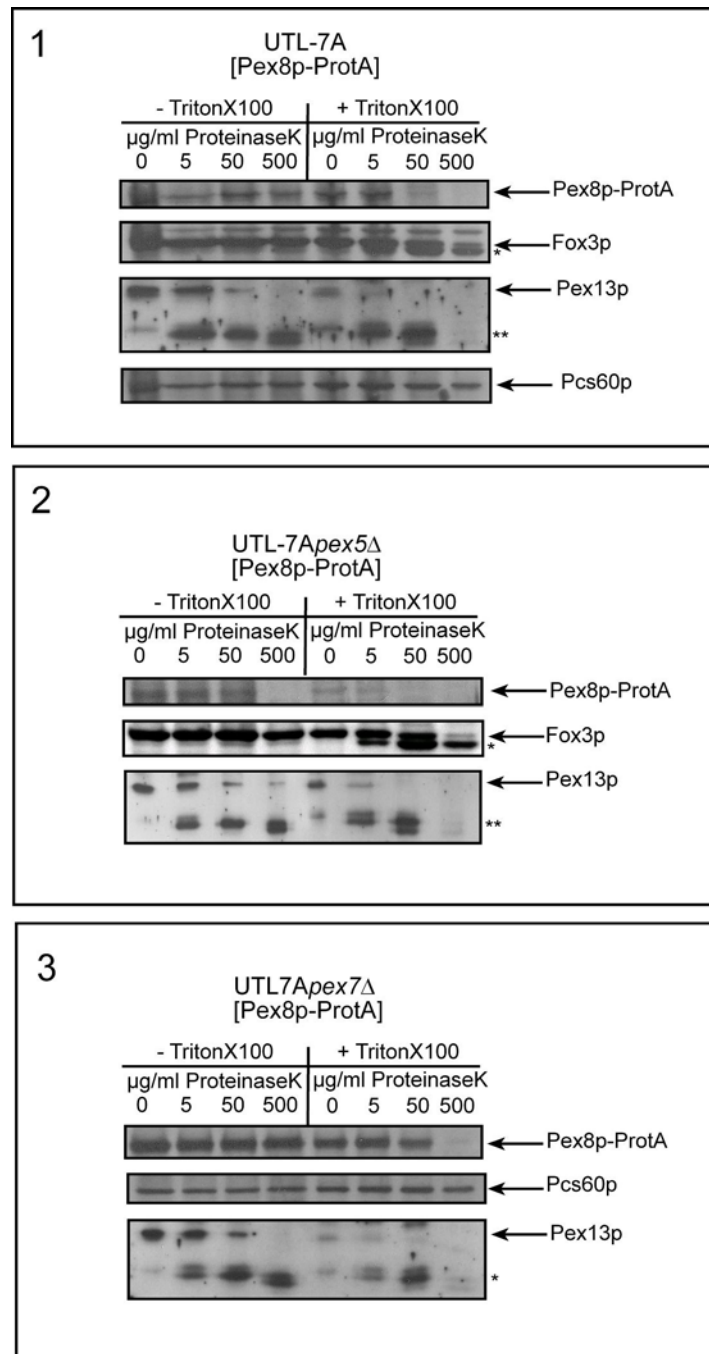 1
UTL-7A
[Pex8p-ProtA]
- TritonX100 + TritonX100
µg/ml ProteinaseK µg/ml ProteinaseK
0 5 50 500 0 5 50 500
Pex8p-ProtA
Fox3p
*
Pex13p
**
Pcs60p
2
UTL-7Apex5Δ
[Pex8p-ProtA]
- TritonX100 + TritonX100
µg/ml ProteinaseK µg/ml ProteinaseK
0 5 50 500 0 5 50 500
Pex8p-ProtA
Fox3p
*
Pex13p
**
3
UTL7Apex7Δ
[Pex8p-ProtA]
- TritonX100 + TritonX100
µg/ml ProteinaseK µg/ml ProteinaseK
0 5 50 500 0 5 50 500
Pex8p-ProtA
Pcs60p
Pex13p
*